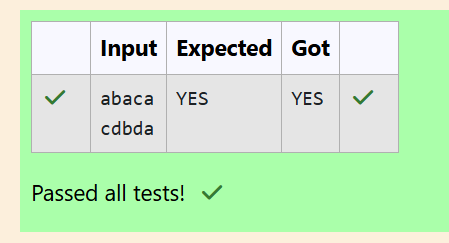 Input Expected Got
abaca YES YES
cdbda
Passed all tests!